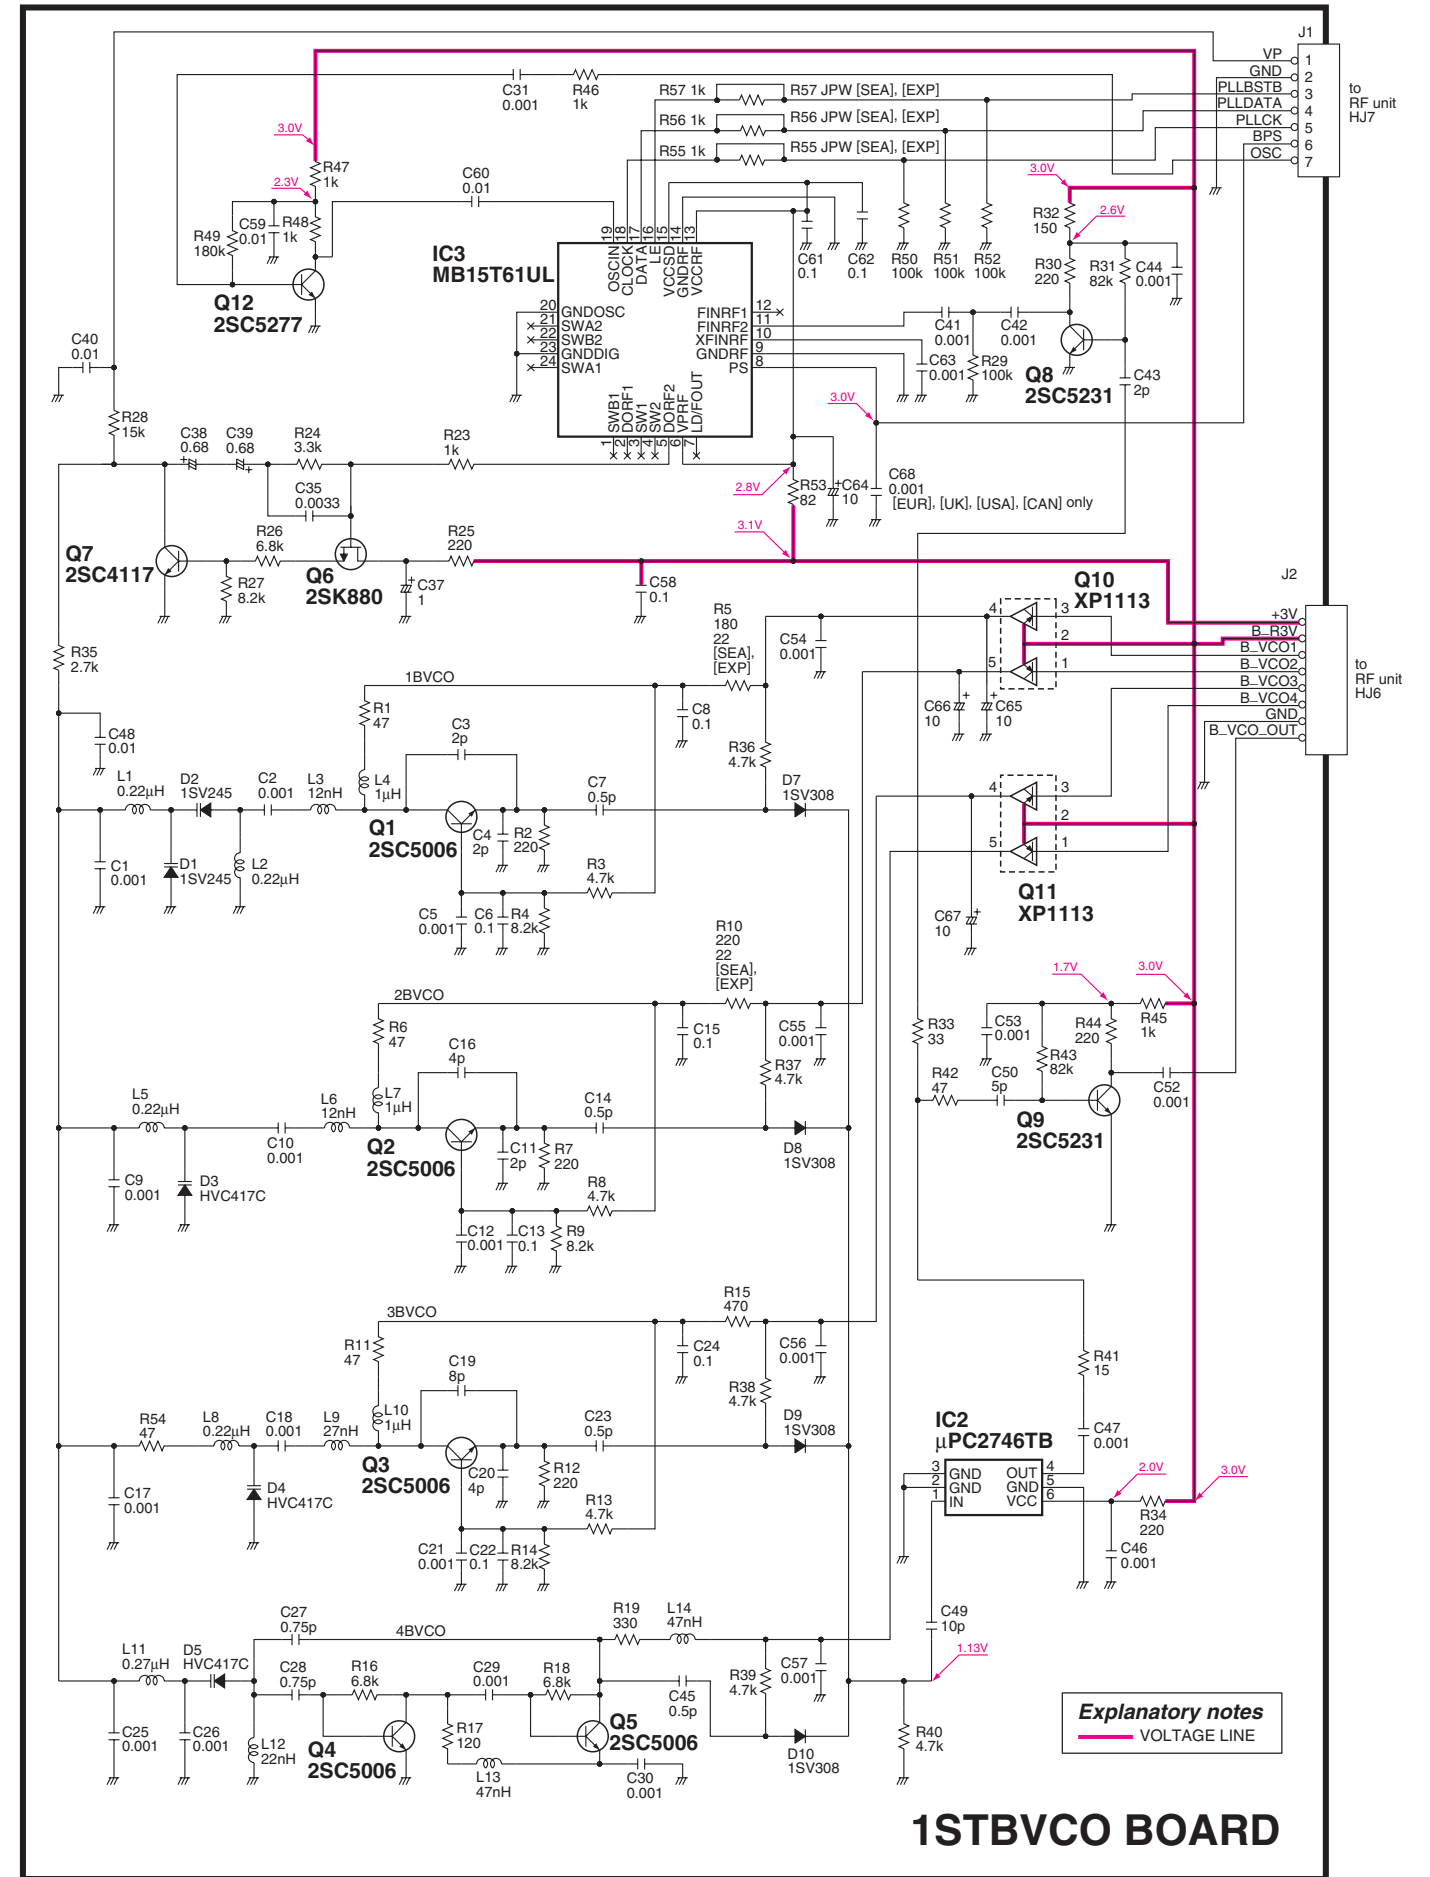 J1
VP 1
GND 2
PLLBSTB 3
PLLDATA 4
PLLCK 5
BPS 6
OSC 7
to
RF unit
HJ7
C31
0.001
R46
1k
R57 1k
R57 JPW [SEA], [EXP]
R56 1k
R56 JPW [SEA], [EXP]
R55 1k
R55 JPW [SEA], [EXP]
3.0V
R47
1k
2.3V
C60
0.01
3.0V
R32
150
2.6V
R49
180k
C59
0.01
R48
1k
Q12
2SC5277
IC3
MB15T61UL
19 18 17 16 15 14 13
OSCIN
CLOCK
DATA
LE
VCCSD
GNDRF
VCCRF
C61
0.1
C62
0.1
R50
100k
R51
100k
R52
100k
R30
220
R31
82k
C44
0.001
20 GNDOSC
21 SWA2
22 SWB2
23 GNDDIG
24 SWA1
FINRF1 12
FINRF2 11
XFINRF 10
GNDRF 9
PS 8
SWB1
DORF1
SW1
SW2
DORF2
VPRF
LD/FOUT
1 2 3 4 5 6 7
C41
0.001
C42
0.001
C63
0.001
R29
100k
Q8
2SC5231
C43
2p
C40
0.01
R28
15k
3.0V
C38
0.68
+
C39
0.68
+
R24
3.3k
R23
1k
C35
0.0033
2.8V
R53
82
+
C64
10
C68
0.001
[EUR], [UK], [USA], [CAN] only
3.1V
Q7
2SC4117
R26
6.8k
R27
8.2k
Q6
2SK880
R25
220
+
C37
1
C58
0.1
Q10
XP1113
4 3
2
5 1
J2
+3V
B_R3V
B_VCO1
B_VCO2
B_VCO3
B_VCO4
GND
B_VCO_OUT
to
RF unit
HJ6
R5
180
22
[SEA],
[EXP]
C54
0.001
R35
2.7k
1BVCO
R1
47
C3
2p
C8
0.1
C66
10
+
C65
10
+
C48
0.01
R36
4.7k
L1
0.22μH
D2
1SV245
C2
0.001
L3
12nH
L4
1μH
C7
0.5p
D7
1SV308
Q1
2SC5006
C4
2p
R2
220
C1
0.001
D1
1SV245
L2
0.22μH
R3
4.7k
C5
0.001
C6
0.1
R4
8.2k
4 3
2
5 1
Q11
XP1113
C67
10
+
R10
220
22
[SEA],
[EXP]
1.7V
3.0V
2BVCO
R6
47
C16
4p
C15
0.1
C55
0.001
R37
4.7k
R33
33
C53
0.001
R44
220
R45
1k
R43
82k
R42
47
C50
5p
C52
0.001
Q9
2SC5231
L5
0.22μH
L6
12nH
L7
1μH
C10
0.001
C14
0.5p
Q2
2SC5006
C11
2p
R7
220
D8
1SV308
C9
0.001
D3
HVC417C
R8
4.7k
C12
0.001
C13
0.1
R9
8.2k
3BVCO
R15
470
R11
47
C19
8p
C24
0.1
C56
0.001
R38
4.7k
R41
15
R54
47
L8
0.22μH
C18
0.001
L9
27nH
L10
1μH
C23
0.5p
D9
1SV308
Q3
2SC5006
C20
4p
R12
220
C17
0.001
D4
HVC417C
R13
4.7k
C21
0.001
C22
0.1
R14
8.2k
IC2
μPC2746TB
C47
0.001
3 GND OUT 4
2 GND GND 5
1 IN VCC 6
2.0V
3.0V
R34
220
C46
0.001
C27
0.75p
4BVCO
R19
330
L14
47nH
C49
10p
1.13V
L11
0.27μH
D5
HVC417C
C28
0.75p
R16
6.8k
C29
0.001
R18
6.8k
C45
0.5p
R39
4.7k
C57
0.001
C25
0.001
C26
0.001
L12
22nH
Q4
2SC5006
R17
120
L13
47nH
Q5
2SC5006
C30
0.001
D10
1SV308
R40
4.7k
Explanatory notes
VOLTAGE LINE
1STBVCO BOARD